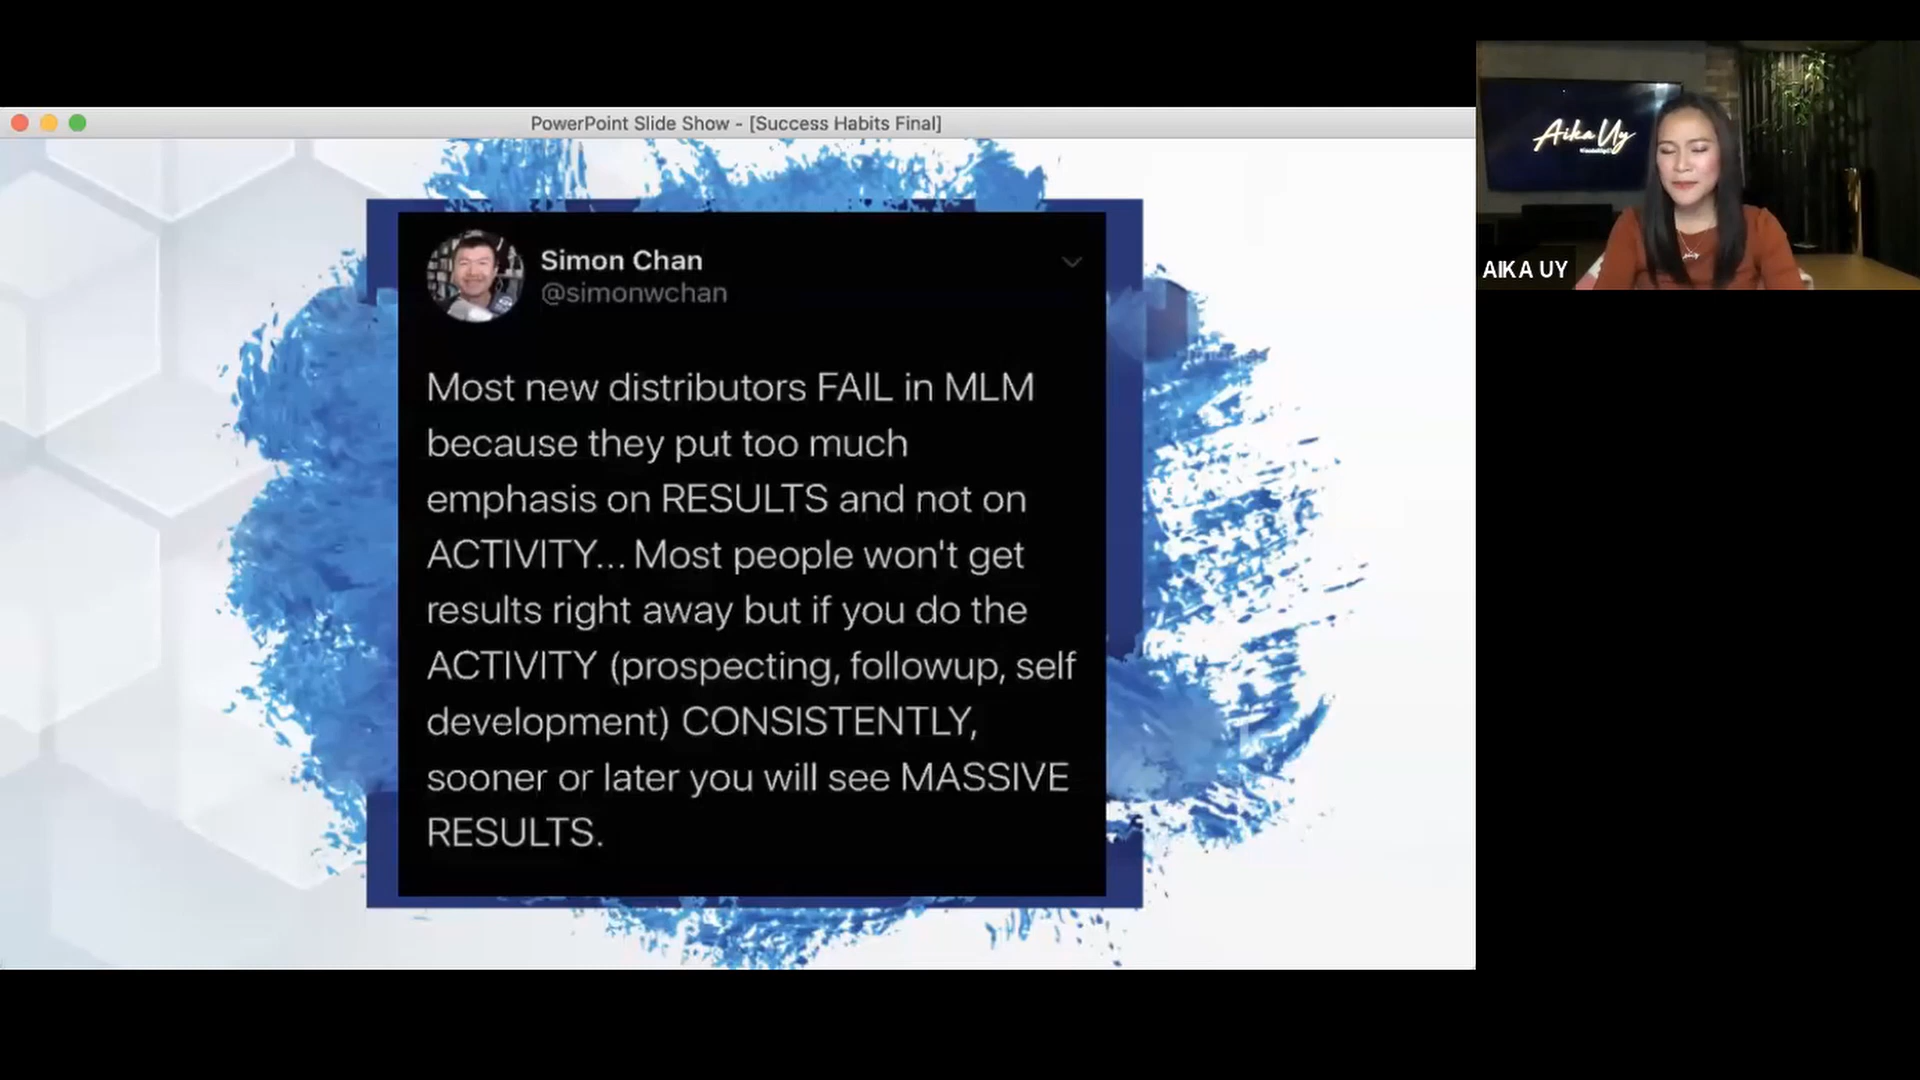 PowerPoint Slide Show - [Success Habits Final]
Simon Chan
@simonwchan
Most new distributors FAIL in MLM
because they put too much
emphasis on RESULTS and not on
ACTIVITY... Most people won't get
results right away but if you do the
ACTIVITY (prospecting, followup, self
development) CONSISTENTLY,
sooner or later you will see MASSIVE
RESULTS.
Aika Uy
AIKA UY